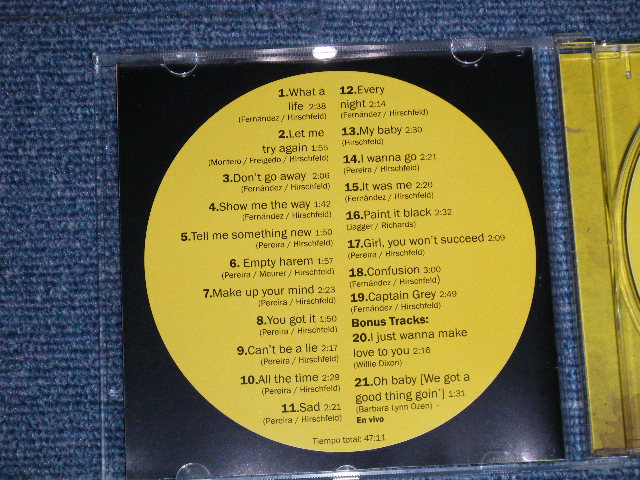 1.What a
life 2:38
(Fernández / Hirschfeld)
2.Let me
try again 1:55
(Montero / Freigedo / Hirschfeld)
3.Don't go away 2:06
(Fernández / Hirschfeld)
4.Show me the way 1:42
(Fernández / Hirschfeld)
5.Tell me something new 1:50
(Pereira / Hirschfeld)
6. Empty harem 1:57
(Pereira / Meurer / Hirschfeld)
7.Make up your mind 2:23
(Pereira / Hirschfeld)
8.You got it 1:50
(Pereira / Hirschfeld)
9.Can't be a lie 2:17
(Pereira / Hirschfeld)
10.All the time 2:29
(Pereira / Hirschfeld)
11.Sad 2:21
(Pereira / Hirschfeld)
12.Every
night 2:14
(Fernández / Hirschfeld)
13.My baby 2:30
(Hirschfeld)
14.I wanna go 2:21
(Pereira / Hirschfeld)
15.It was me 2:20
(Fernández / Hirschfeld)
16.Paint it black 2:32
(Jagger / Richards)
17.Girl, you won't succeed 2:09
(Pereira / Hirschfeld)
18.Confusion 3:00
(Fernández / Hirschfeld)
19.Captain Grey 2:49
(Fernández / Hirschfeld)
Bonus Tracks:
20.I just wanna make
love to you 2:16
(Willie Dixon)
21.Oh baby [We got a
good thing goin'] 1:31
(Barbara Lynn Ozen) –
En vivo
Tiempo total: 47:11